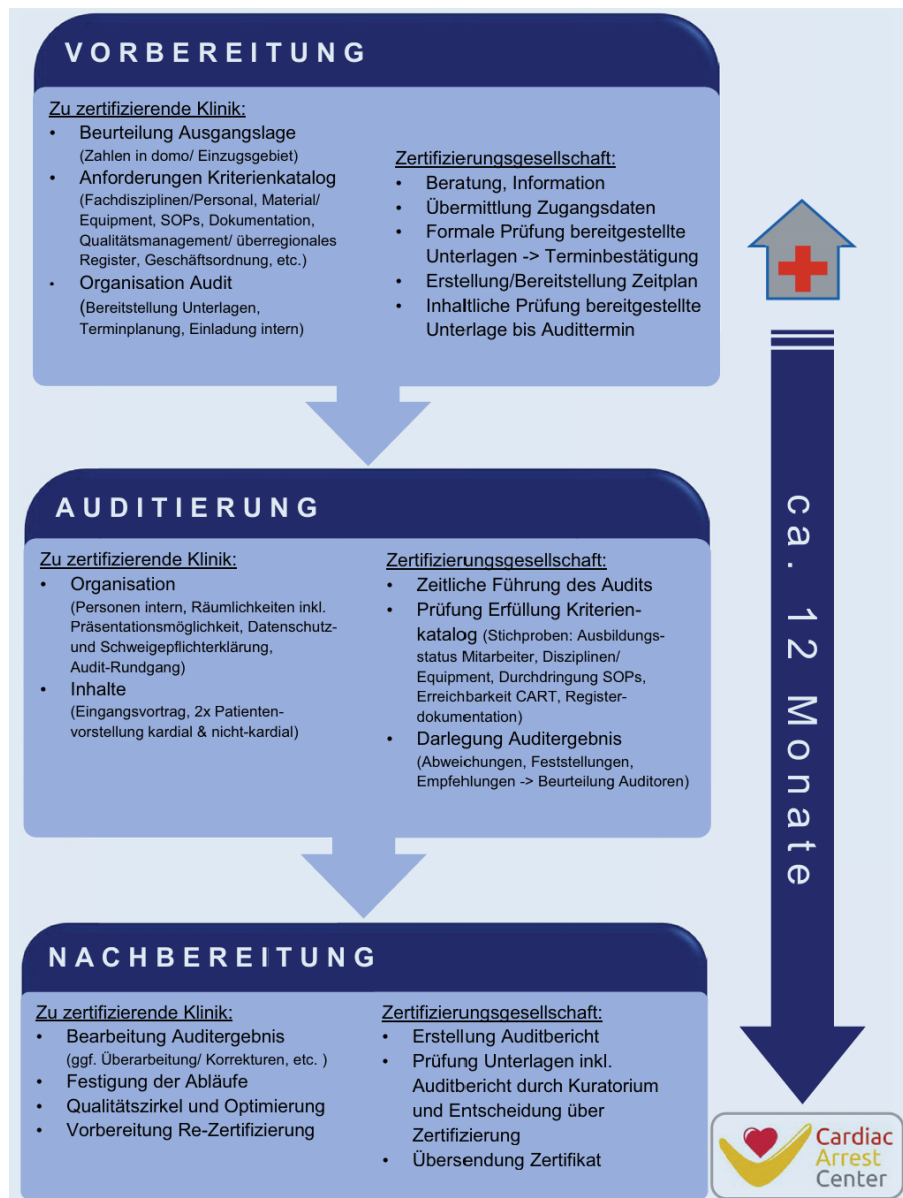 VORBEREITUNG
Zu zertifizierende Klinik:
• Beurteilung Ausgangslage
(Zahlen in domo/ Einzugsgebiet)
• Anforderungen Kriterienkatalog
(Fachdisziplinen/Personal, Material/
Equipment, SOPs, Dokumentation,
Qualitätsmanagement/ überregionales
Register, Geschäftsordnung, etc.)
• Organisation Audit
(Bereitstellung Unterlagen,
Terminplanung, Einladung intern)
Zertifizierungsgesellschaft:
• Beratung, Information
• Übermittlung Zugangsdaten
• Formale Prüfung bereitgestellte
Unterlagen -> Terminbestätigung
• Erstellung/Bereitstellung Zeitplan
• Inhaltliche Prüfung bereitgestellte
Unterlage bis Audittermin
AUDITIERUNG
Zu zertifizierende Klinik:
• Organisation
(Personen intern, Räumlichkeiten inkl.
Präsentationsmöglichkeit, Datenschutz-
und Schweigepflichterklärung,
Audit-Rundgang)
• Inhalte
(Eingangsvortrag, 2x Patienten-
vorstellung kardial & nicht-kardial)
Zertifizierungsgesellschaft:
• Zeitliche Führung des Audits
• Prüfung Erfüllung Kriterien-
katalog (Stichproben: Ausbildungs-
status Mitarbeiter, Disziplinen/
Equipment, Durchdringung SOPs,
Erreichbarkeit CART, Register-
dokumentation)
• Darlegung Auditergebnis
(Abweichungen, Feststellungen,
Empfehlungen -> Beurteilung Auditoren)
NACHBEREITUNG
Zu zertifizierende Klinik:
• Bearbeitung Auditergebnis
(ggf. Überarbeitung/ Korrekturen, etc. )
• Festigung der Abläufe
• Qualitätszirkel und Optimierung
• Vorbereitung Re-Zertifizierung
Zertifizierungsgesellschaft:
• Erstellung Auditbericht
• Prüfung Unterlagen inkl.
Auditbericht durch Kuratorium
und Entscheidung über
Zertifizierung
• Übersendung Zertifikat
ca. 12 Monate
Cardiac
Arrest
Center